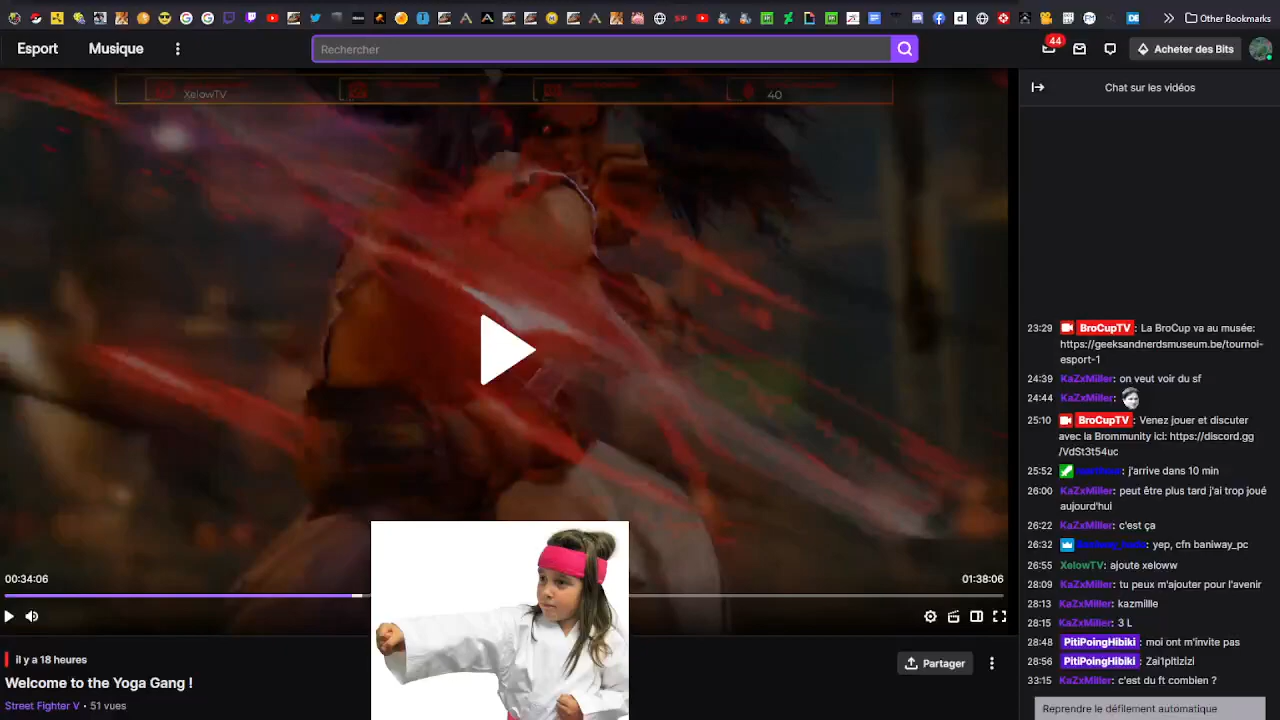 Other Bookmarks
Esport
Musique
Rechercher
44
Acheter des Bits
XelowTV
40
Chat sur les vidéos
23:29 BroCupTV: La BroCup va au musée:
https://geeksandnerdsmuseum.be/tournoi-
esport-1
24:39 KaZxMiller: on veut voir du sf
24:44 KaZxMiller:
25:10 BroCupTV: Venez jouer et discuter
avec la Brommunity ici: https://discord.gg
/VdSt3t54uc
25:52 : j'arrive dans 10 min
26:00 KaZxMiller: peut être plus tard j'ai trop joué
aujourd'hui
26:22 KaZxMiller: c'est ça
26:32 : yep, cfn baniway_pc
26:55 XelowTV: ajoute xeloww
28:09 KaZxMiller: tu peux m'ajouter pour l'avenir
28:13 KaZxMiller: kazmillle
28:15 KaZxMiller: 3 L
28:48 PitiPoingHibiki: moi ont m'invite pas
28:56 PitiPoingHibiki: Zai1ptizizi
33:15 KaZxMiller: c'est du ft combien ?
Reprendre le défilement automatique
00:34:06
01:38:06
il y a 18 heures
Partager
Welcome to the Yoga Gang !
Street Fighter V • 51 vues